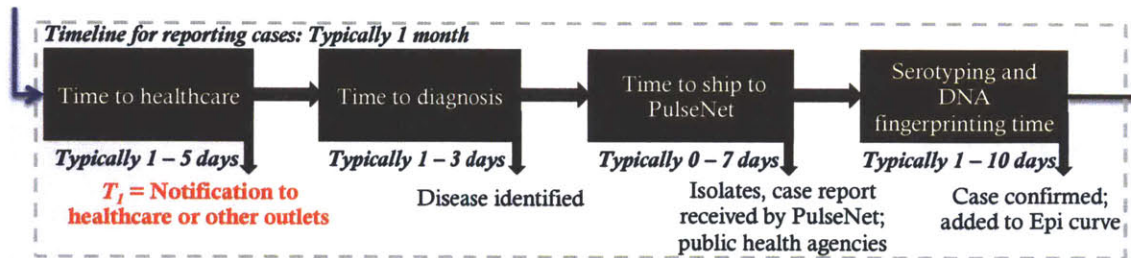 Timeline for reporting cases: Typically 1 month
Time to healthcare
Time to diagnosis
Time to ship to
PulseNet
Serotyping and
DNA
fingerprinting time
Typically 1 – 5 days
Typically 1 – 3 days
Typically 0 – 7 days
Typically 1 – 10 days
T1 = Notification to
healthcare or other outlets
Disease identified
Isolates, case report
received by PulseNet;
public health agencies
Case confirmed;
added to Epi curve